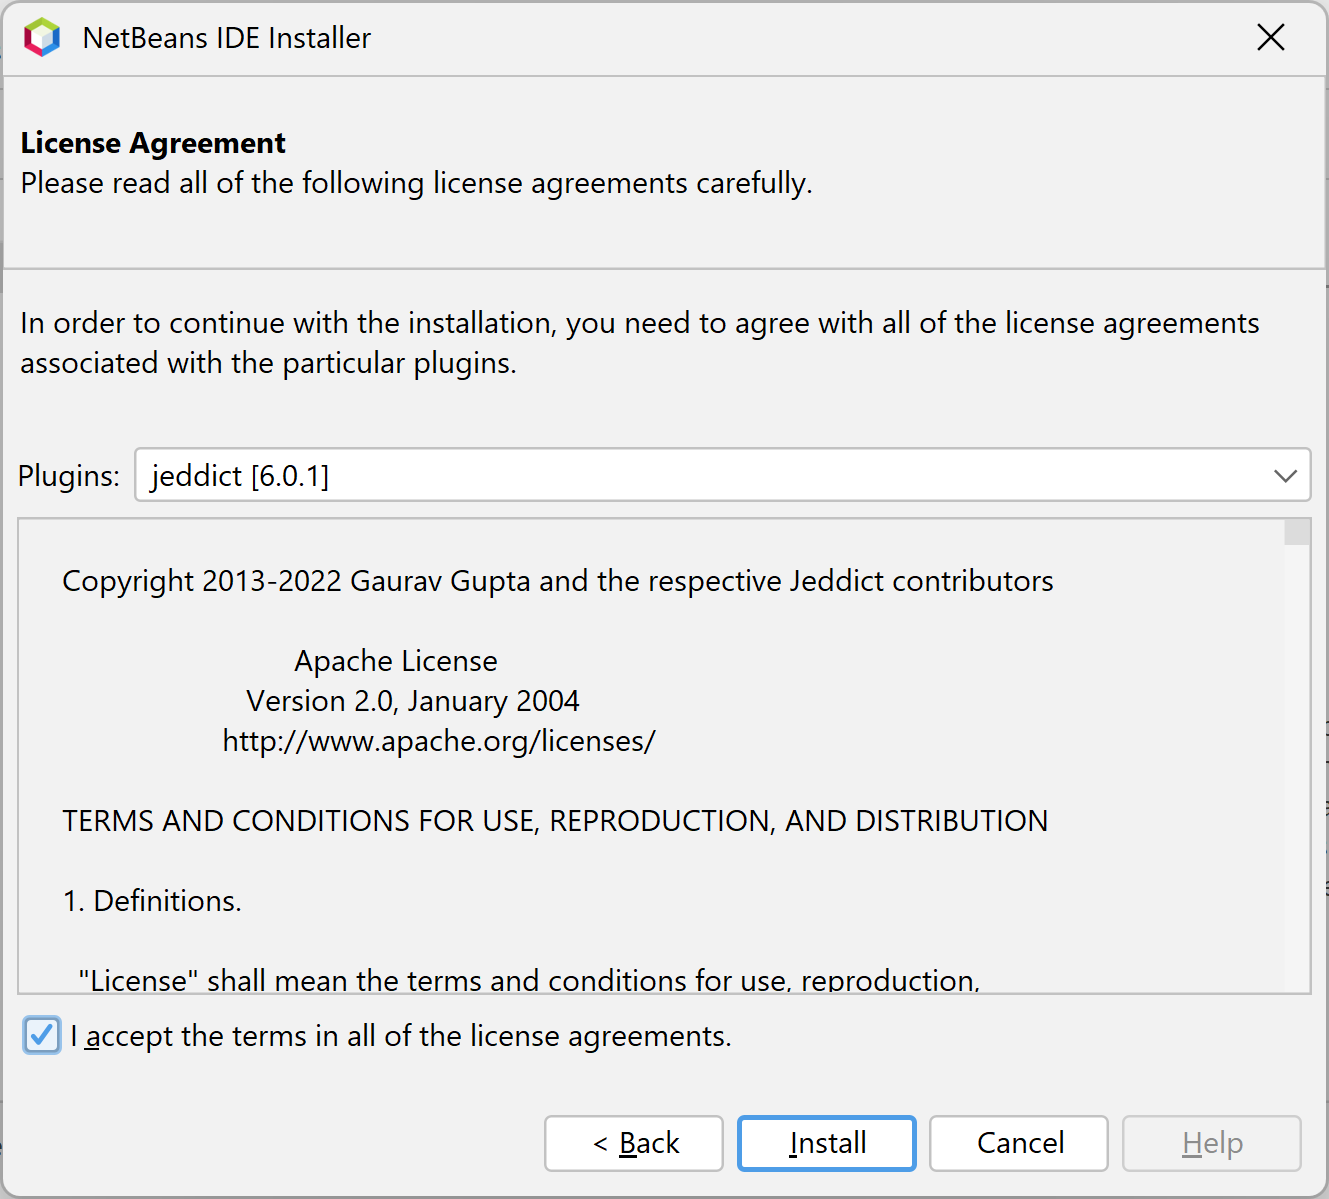 NetBeans IDE Installer
License Agreement
Please read all of the following license agreements carefully.
In order to continue with the installation, you need to agree with all of the license agreements
associated with the particular plugins.
Plugins: jeddict [6.0.1]
Copyright 2013-2022 Gaurav Gupta and the respective Jeddict contributors
Apache License
Version 2.0, January 2004
http://www.apache.org/licenses/
TERMS AND CONDITIONS FOR USE, REPRODUCTION, AND DISTRIBUTION
1. Definitions.
"License" shall mean the terms and conditions for use, reproduction,
I accept the terms in all of the license agreements.
< Back Install Cancel Help